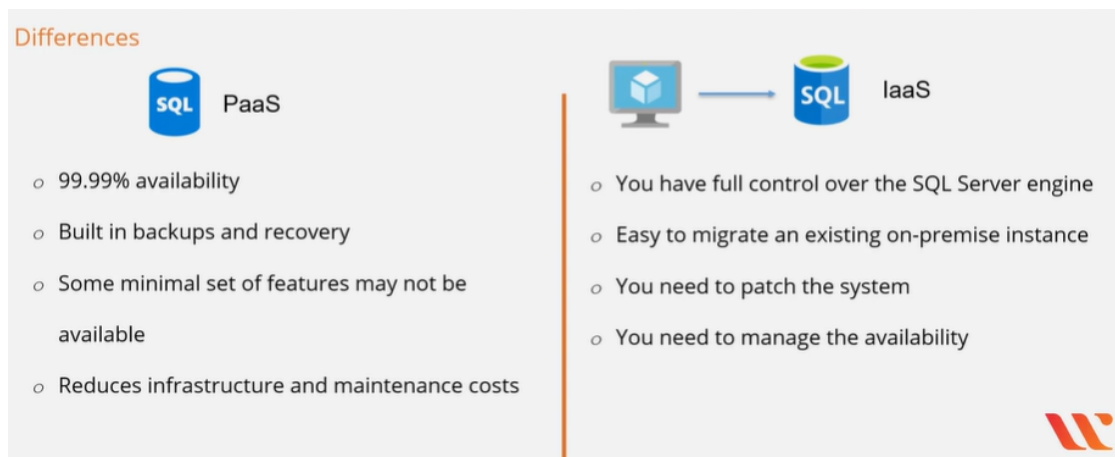 Differences
SQL
PaaS
o 99.99% availability
o Built in backups and recovery
o Some minimal set of features may not be
available
o Reduces infrastructure and maintenance costs
SQL
IaaS
o You have full control over the SQL Server engine
o Easy to migrate an existing on-premise instance
o You need to patch the system
o You need to manage the availability